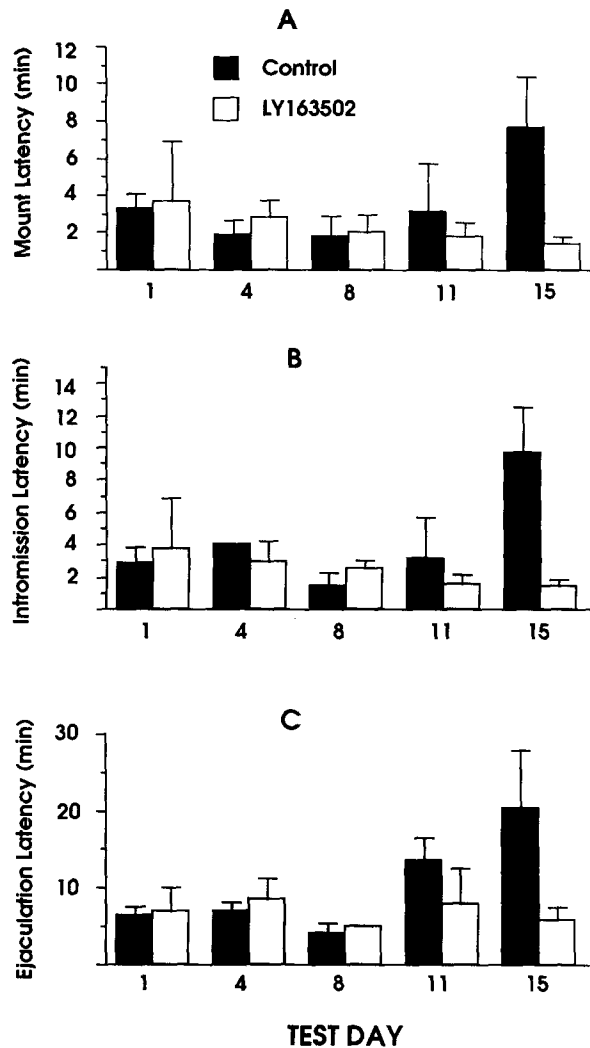 A
Mount Latency (min)
12
10
8
6
4
2
Control
LY163502
1 4 8 11 15
B
Intromission Latency (min)
14
12
10
8
6
4
2
1 4 8 11 15
C
Ejaculation Latency (min)
30
20
10
1 4 8 11 15
TEST DAY